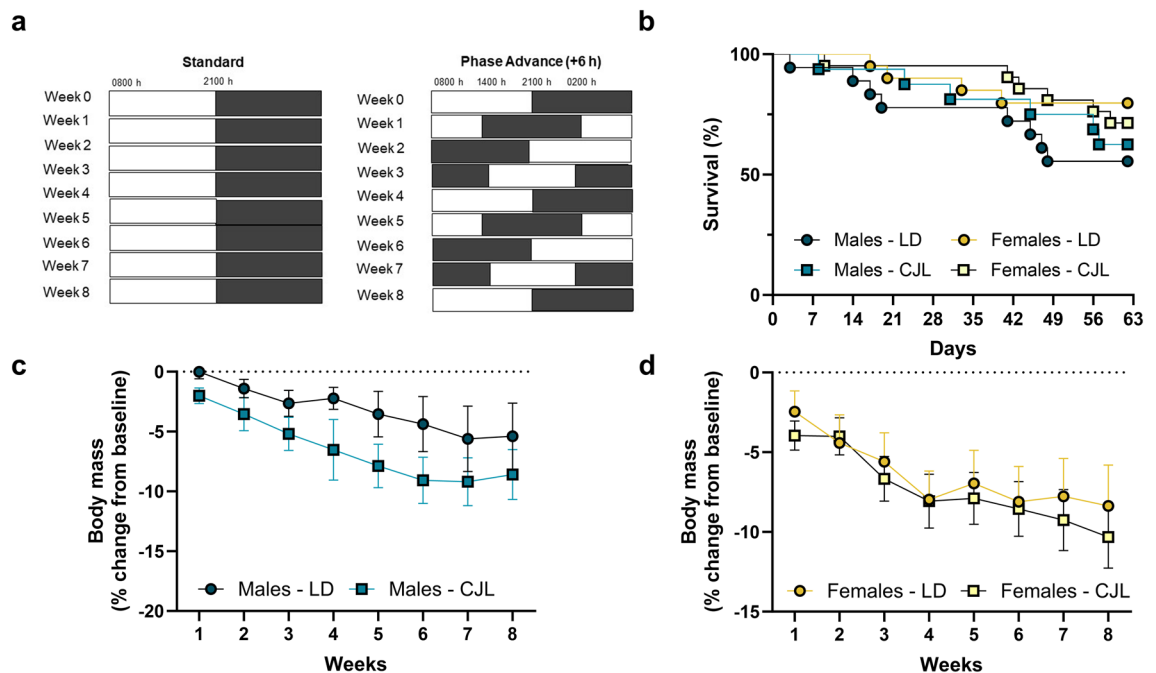 a
Standard
0800 h 2100 h
Week 0
Week 1
Week 2
Week 3
Week 4
Week 5
Week 6
Week 7
Week 8
Phase Advance (+6 h)
0800 h 1400 h 2100 h 0200 h
Week 0
Week 1
Week 2
Week 3
Week 4
Week 5
Week 6
Week 7
Week 8
b
Survival (%)
100
50
0
Males - LD Females - LD
Males - CJL Females - CJL
0 7 14 21 28 35 42 49 56 63
Days
c
Body mass
(% change from baseline)
0
-5
-10
-15
-20
Males - LD Males - CJL
1 2 3 4 5 6 7 8
Weeks
d
Body mass
(% change from baseline)
0
-5
-10
-15
Females - LD Females - CJL
1 2 3 4 5 6 7 8
Weeks